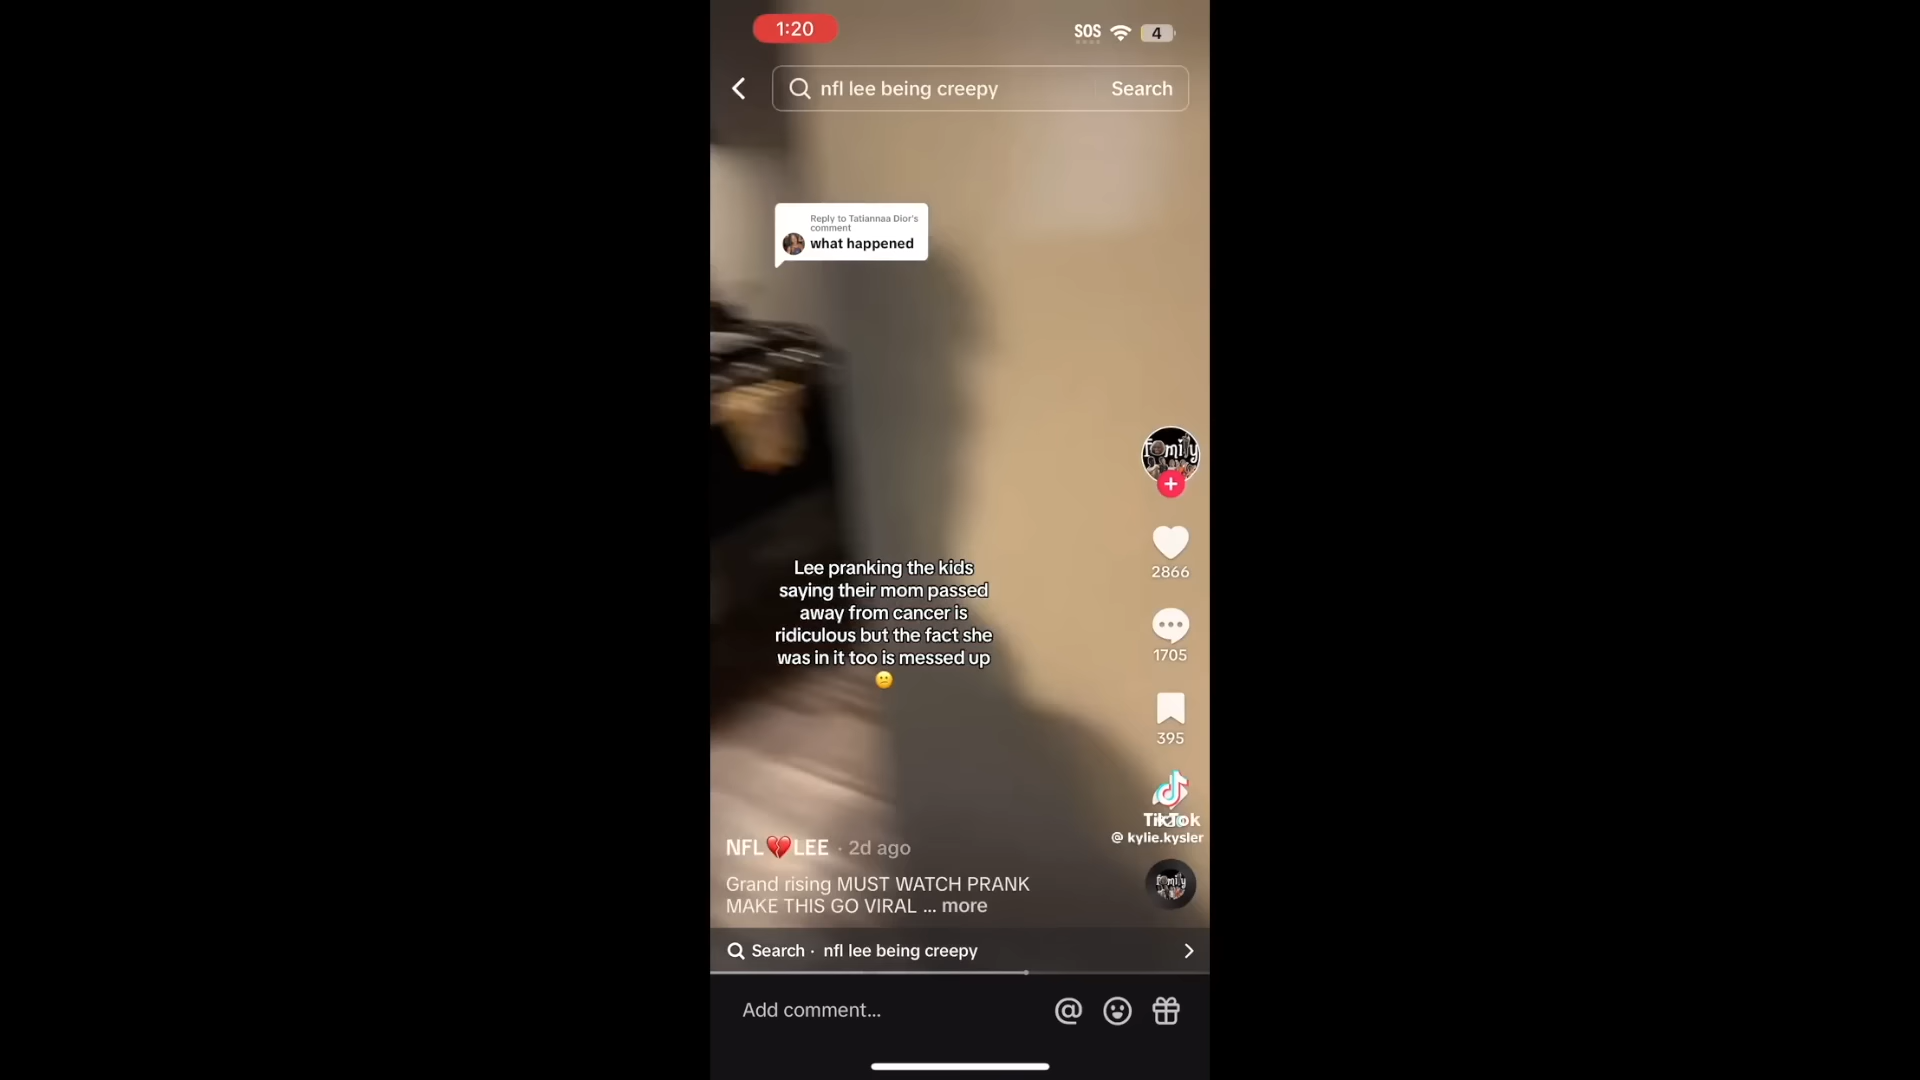 1:20
SOS
4
nfl lee being creepy
Search
Reply to Tatiannaa Dior's
comment
what happened
Lee pranking the kids
saying their mom passed
away from cancer is
ridiculous but the fact she
was in it too is messed up
😕
family
2866
1705
395
TikTok
@ kylie.kysler
NFL💔LEE · 2d ago
Grand rising MUST WATCH PRANK
MAKE THIS GO VIRAL ... more
family
Search · nfl lee being creepy
Add comment...